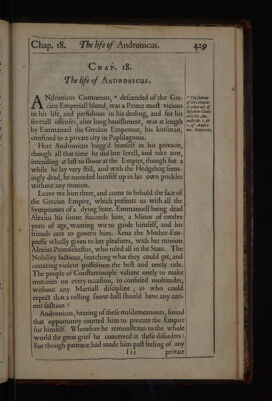 Chap. 18. The life of Andronicus. 429
CHAP. 18.
The life of ANDRONICUS.
ANdronicus Comnenus, * descended of the Gre-
cian Emperiall bloud, was a Prince most vicious
in his life, and perfidious in his dealing, and for his
severall offenses, after long banishment, was at length
by Emmanuell the Grecian Emperour, his kinsman,
confined to a private city in Paphlagonia.
Here Andronicus hugg'd himself in his privacie,
though all that time he did but levell, and take aim,
intending at last to shoot at the Empire, though for a
while he lay very still, and with the Hedgehog seem-
ingly dead, he rounded himself up in his own prickles
without any motion.
Leave we him there, and come to behold the face of
the Grecian Empire, which presents us with all the
Symptomes of a dying State. Emmanuell being dead
Alexius his sonne succeeds him, a Minor of twelve
years of age, wanting wit to guide himself, and his
friends care to govern him. Xena the Mother-Em-
presse wholly given to her pleasures, with her minion
Alexius Protosebastus, who ruled all in the State. The
Nobility factious, snatching what they could get, and
counting violent possession the best and onely title.
The people of Constantinople valiant onely to make
mutinies on every occasion, in confused multitudes,
without any Martiall discipline; as who could
expect that a rolling snow-ball should have any curi-
ous fashion?
Andronicus, hearing of these misdemeanours, found
that opportunity courted him to procure the Empire
for himself. Wherefore he remonstrates to the whole
world the great grief he conceived at these disorders:
For though patience had made him past feeling of any
Iii private